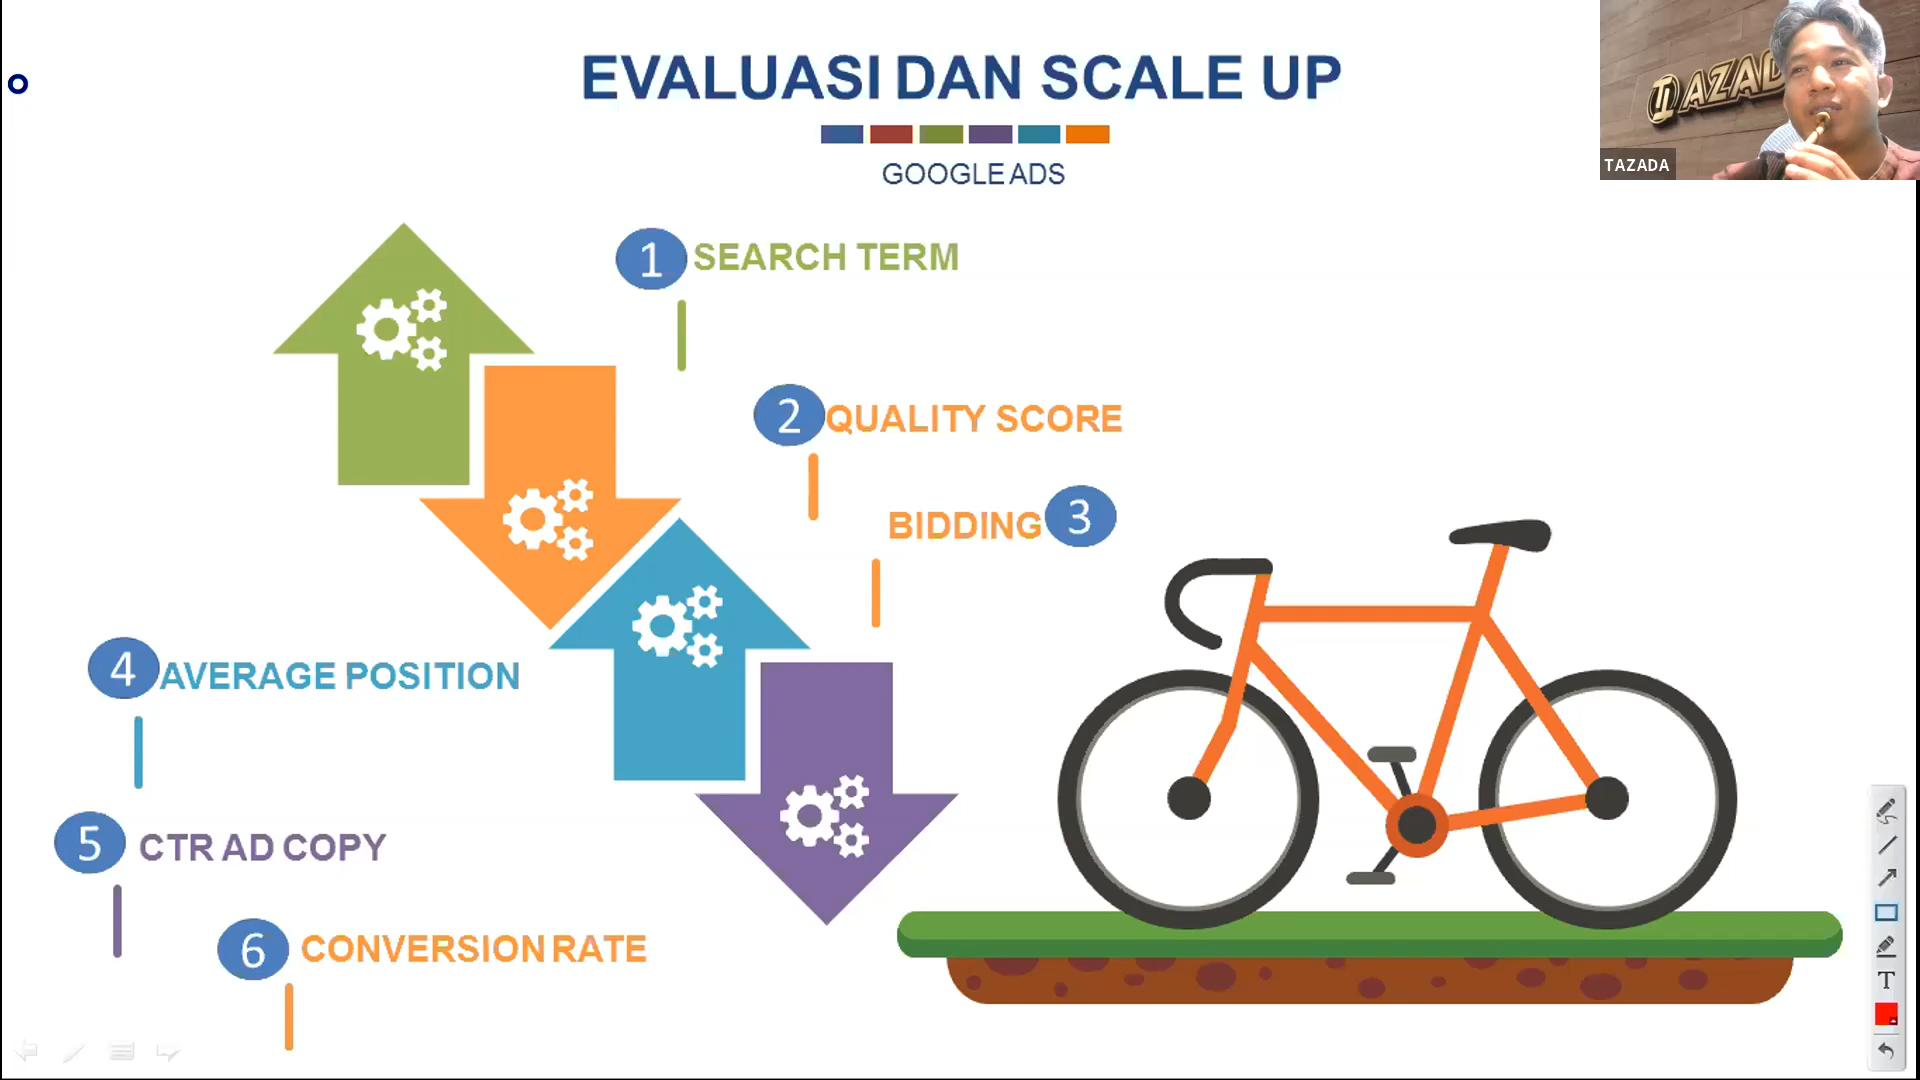 EVALUASI DAN SCALE UP
GOOGLE ADS
AZAD
TAZADA
1 SEARCH TERM
2 QUALITY SCORE
BIDDING 3
4 AVERAGE POSITION
5 CTR AD COPY
6 CONVERSION RATE
T